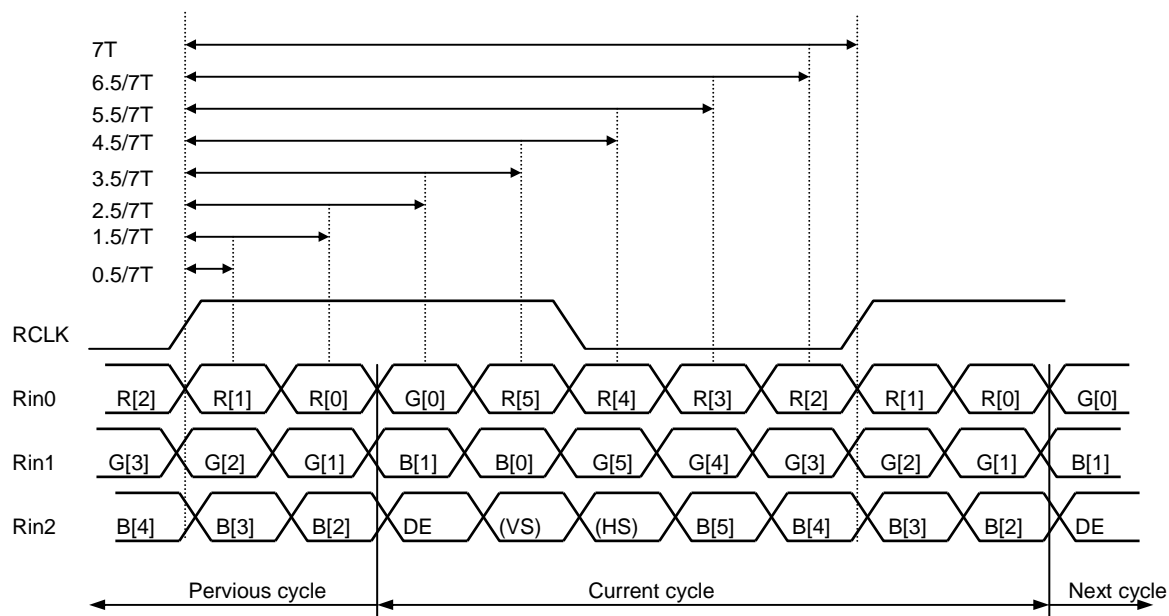 7T
6.5/7T
5.5/7T
4.5/7T
3.5/7T
2.5/7T
1.5/7T
0.5/7T
RCLK
Rin0 R[2] R[1] R[0] G[0] R[5] R[4] R[3] R[2] R[1] R[0] G[0]
Rin1 G[3] G[2] G[1] B[1] B[0] G[5] G[4] G[3] G[2] G[1] B[1]
Rin2 B[4] B[3] B[2] DE (VS) (HS) B[5] B[4] B[3] B[2] DE
Pervious cycle Current cycle Next cycle